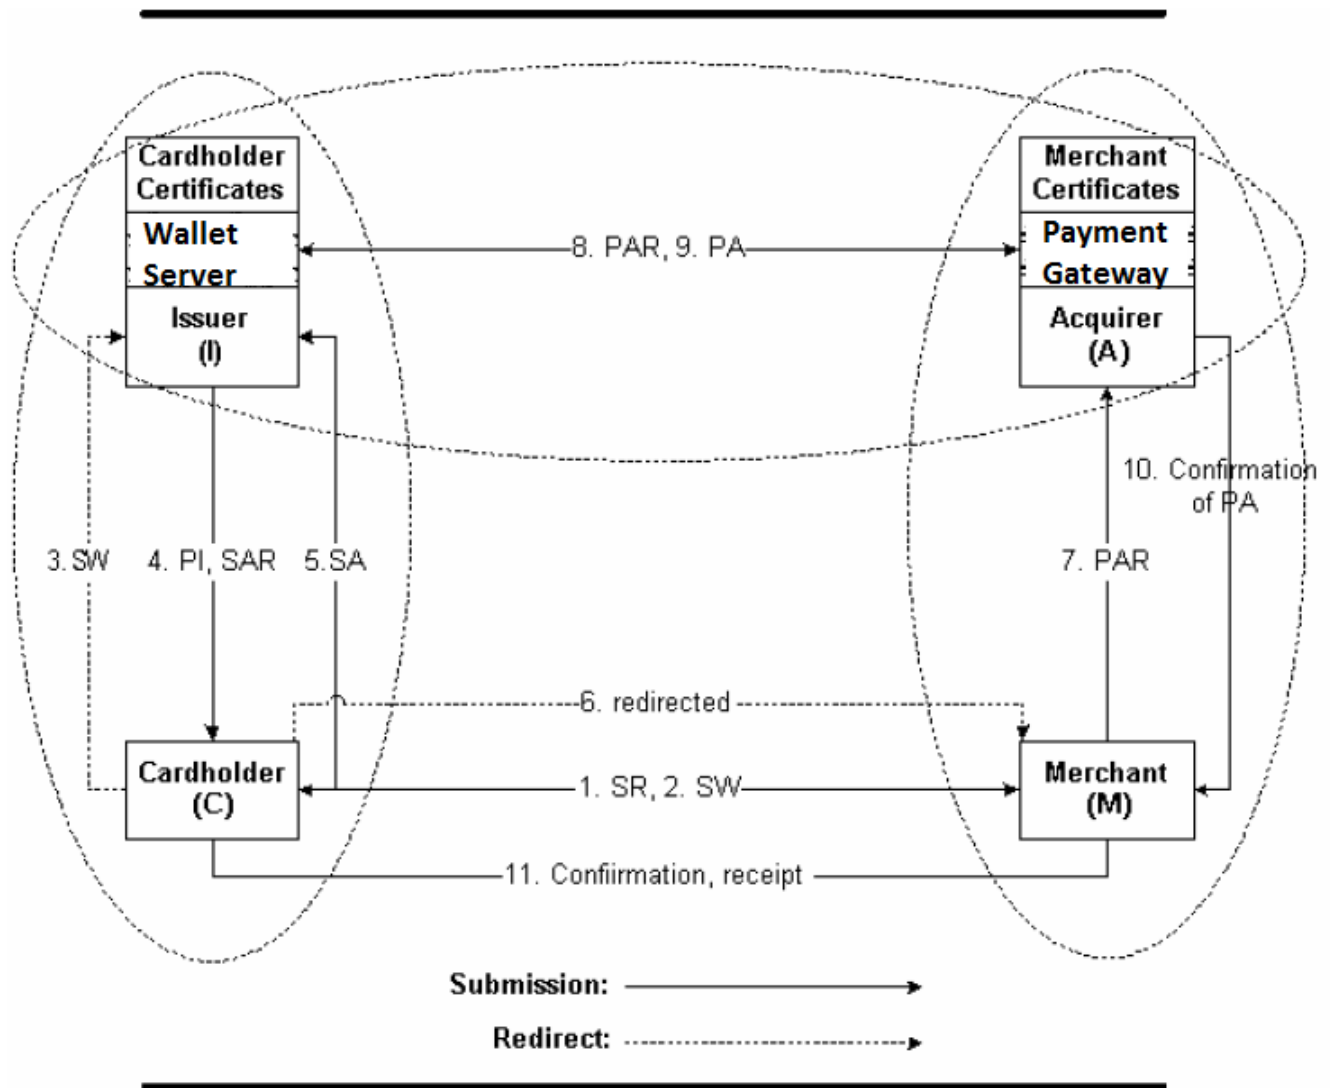 Cardholder
Certificates
Wallet
Server
Issuer
(I)
Merchant
Certificates
Payment
Gateway
Acquirer
(A)
8. PAR, 9. PA
10. Confirmation
of PA
3.SW
4. PI, SAR
5.SA
7. PAR
6. redirected
Cardholder
(C)
1. SR, 2. SW
Merchant
(M)
11. Confiirmation, receipt
Submission:
Redirect: